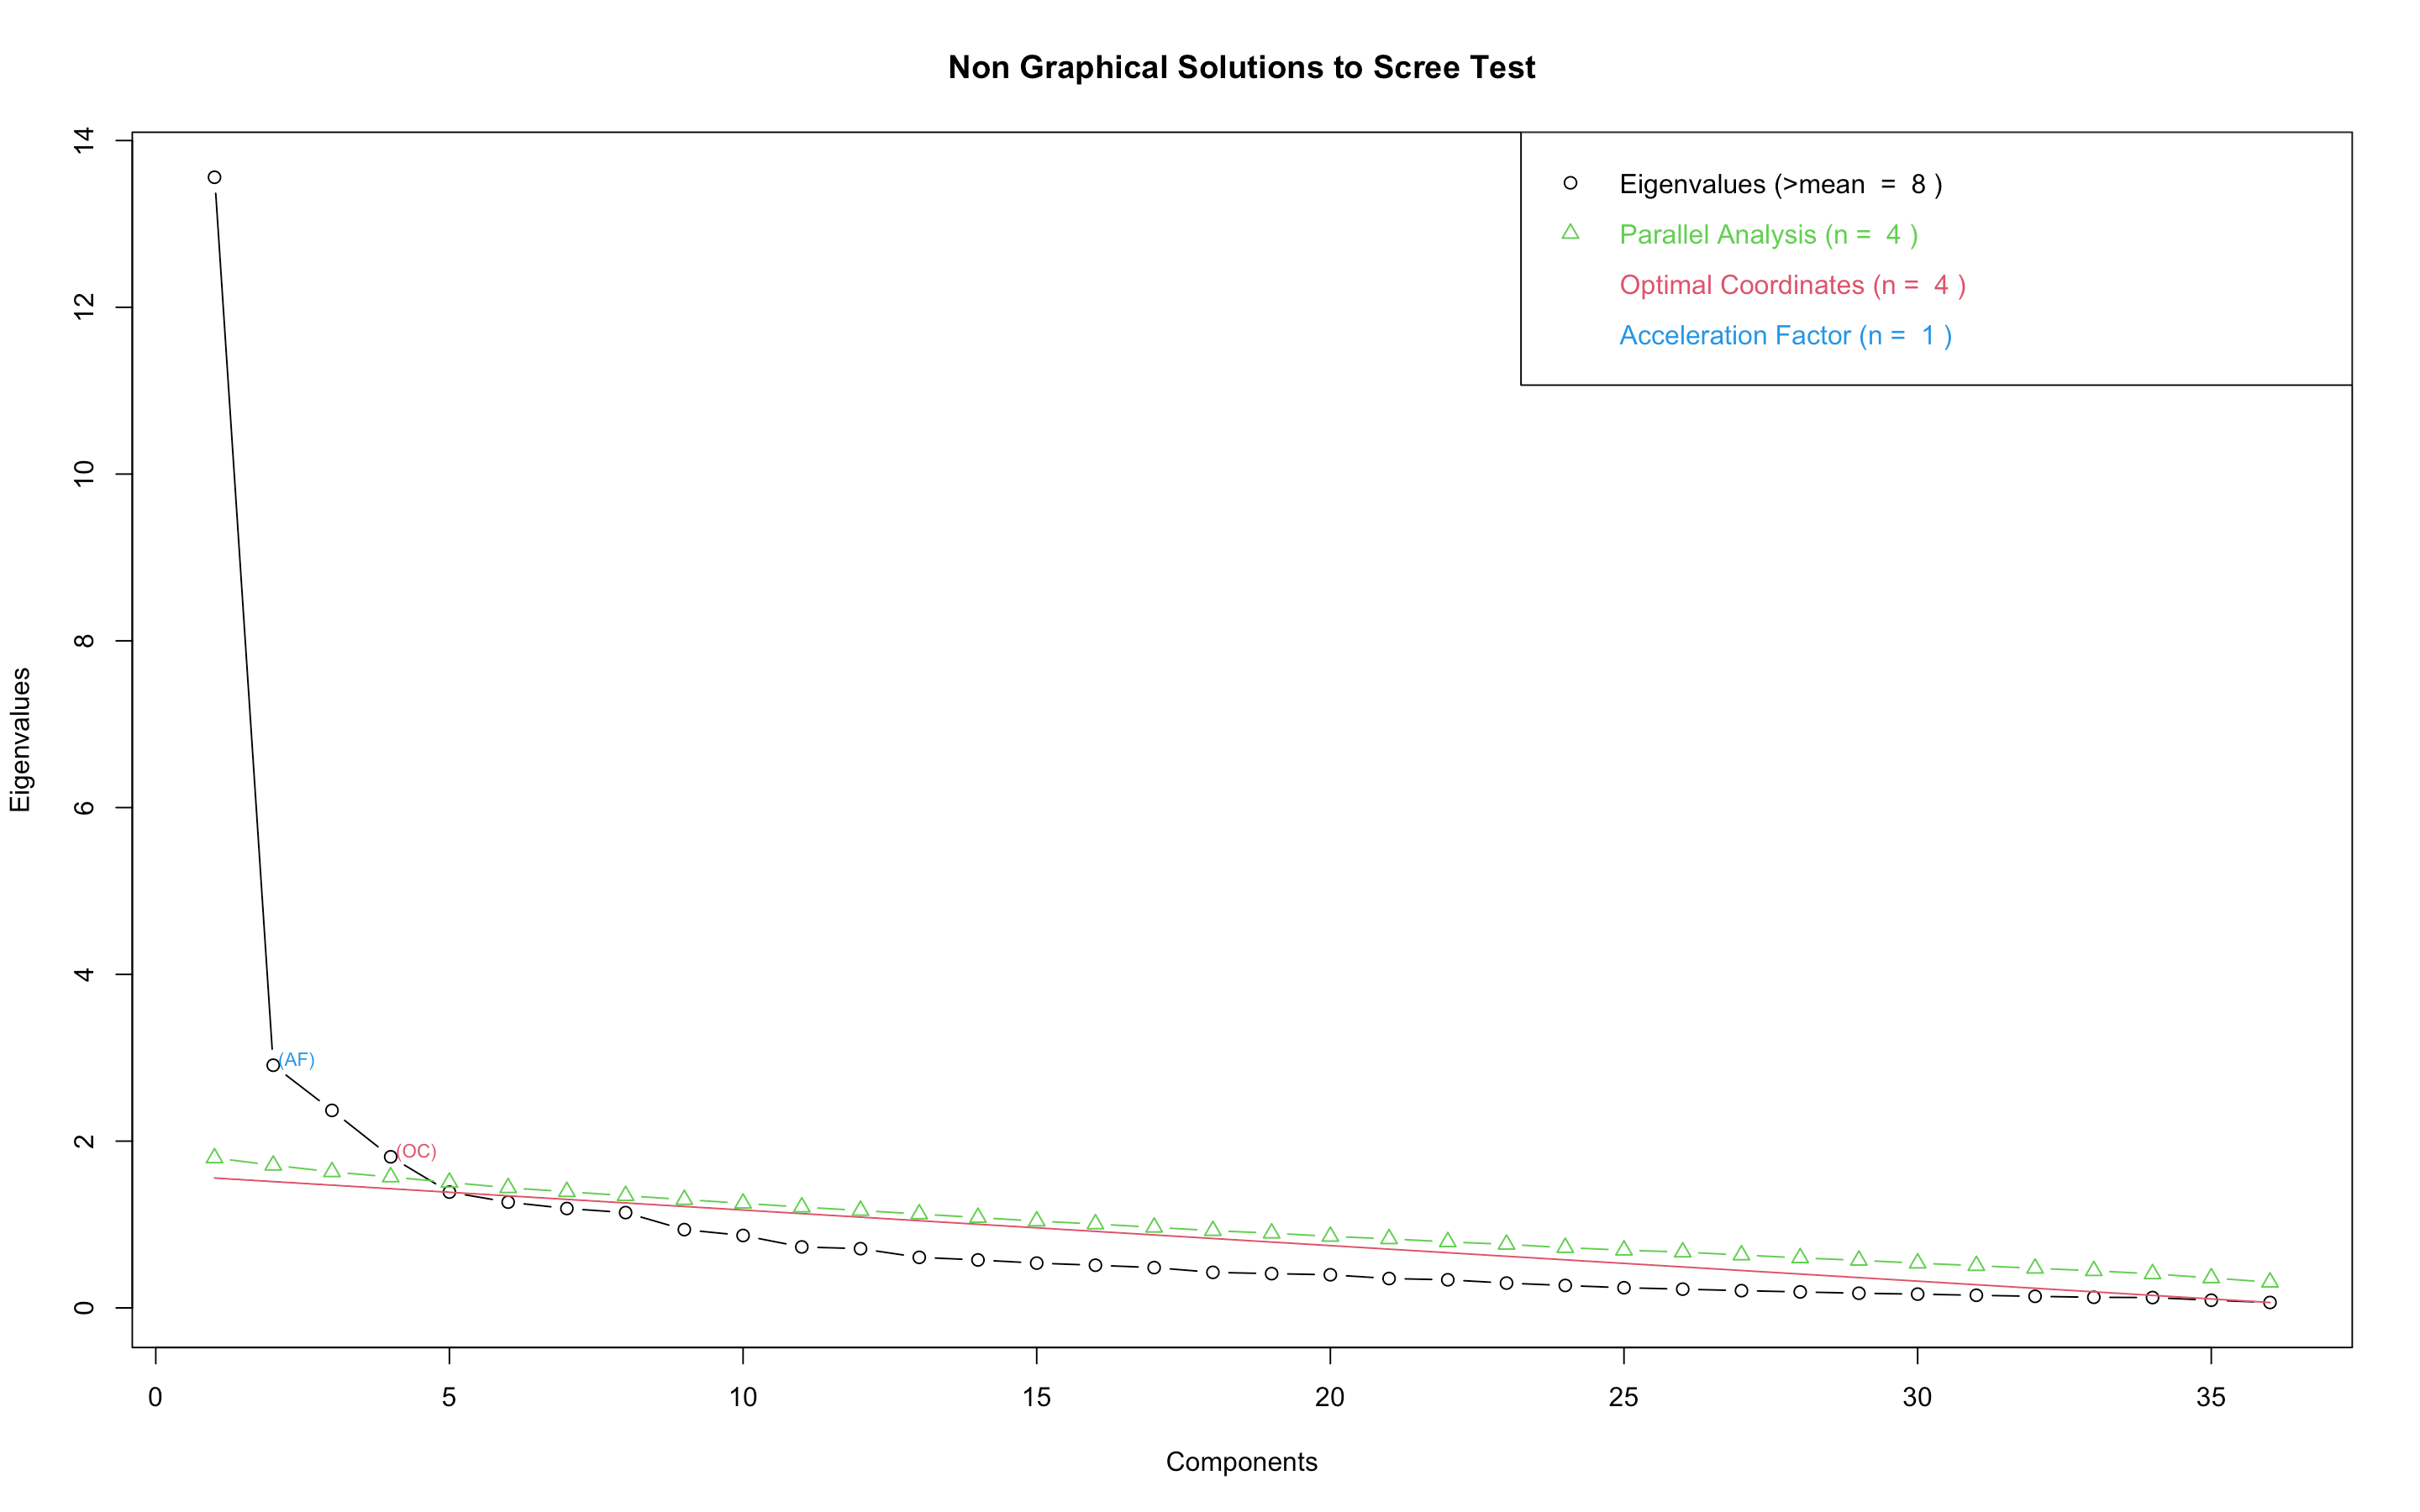 Non Graphical Solutions to Scree Test
Eigenvalues (>mean  =  8 )
Parallel Analysis (n =  4 )
Optimal Coordinates (n =  4 )
Acceleration Factor (n =  1 )
14
12
10
8
6
4
2
0
Eigenvalues
(AF)
(OC)
0 5 10 15 20 25 30 35
Components